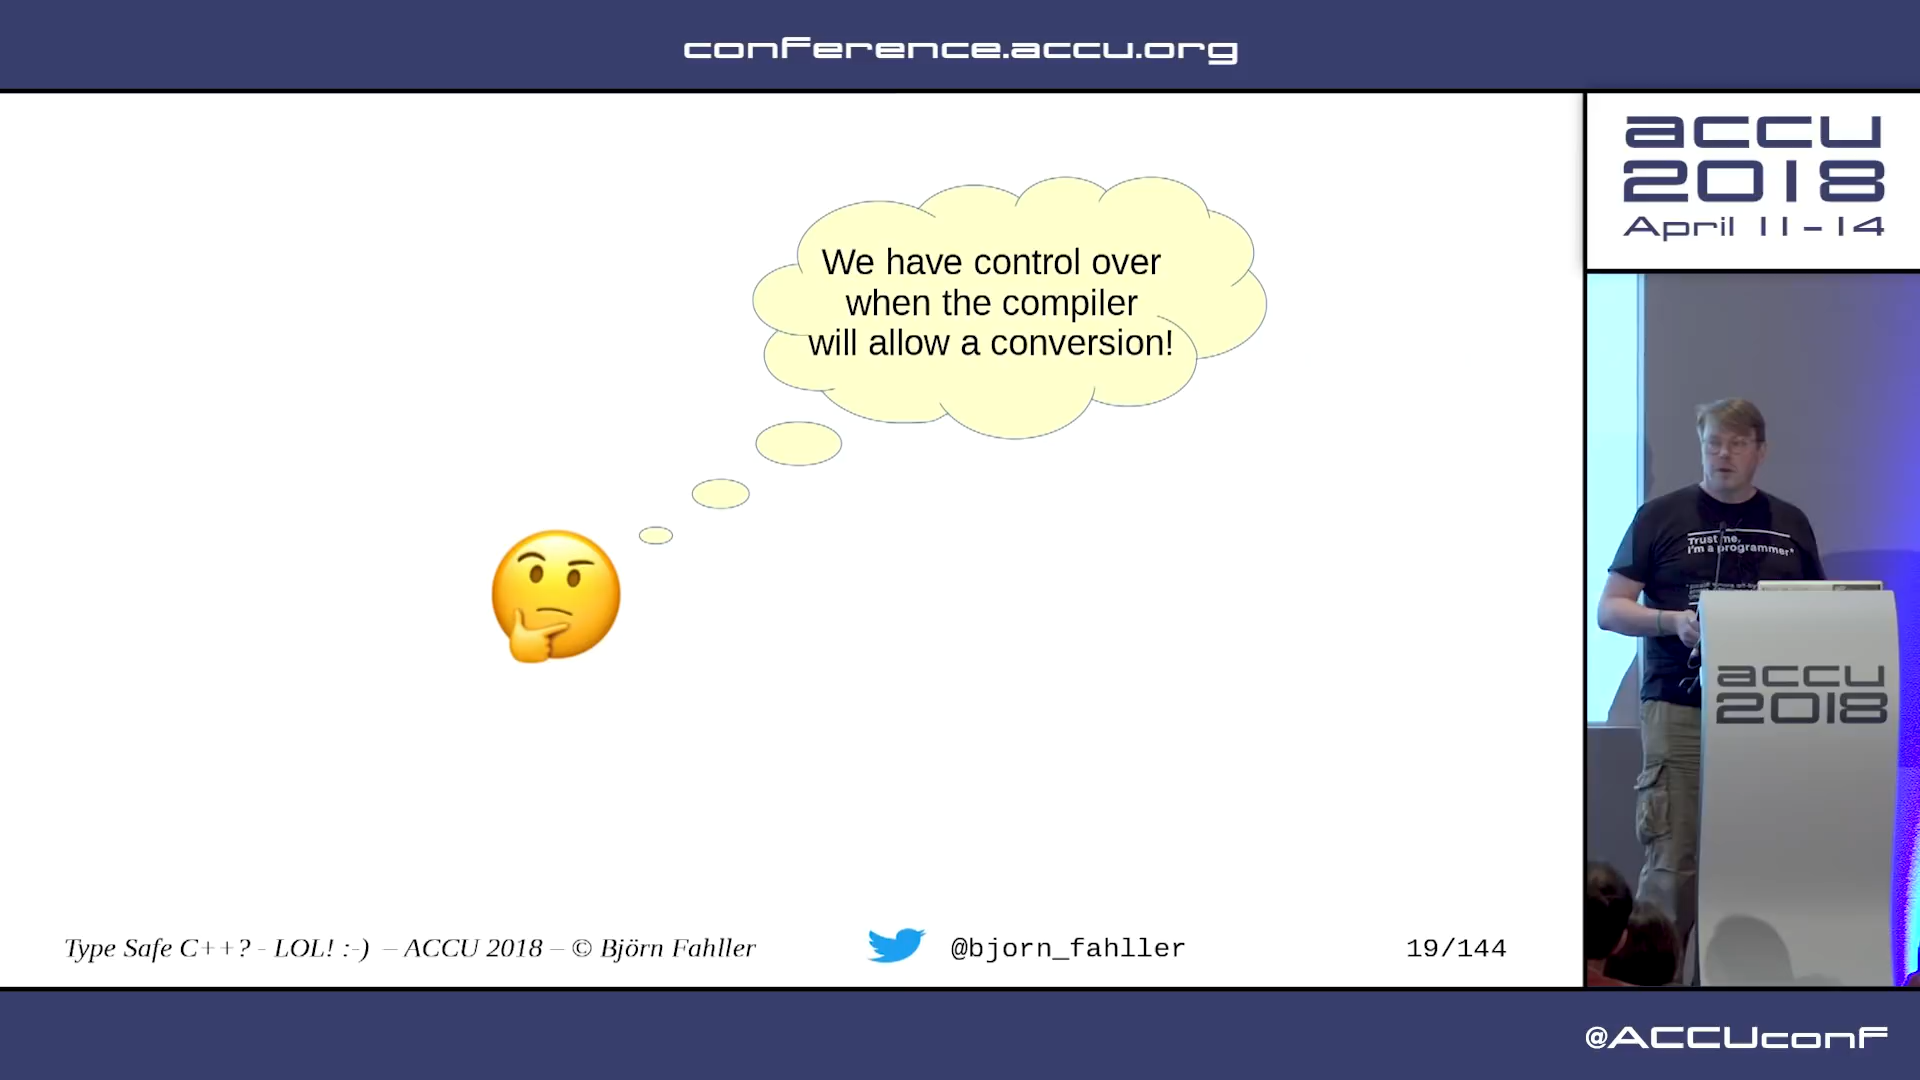 conference.accu.org
accu
2018
April 11-14
We have control over
when the compiler
will allow a conversion!
Trust me,
I'm a programmer*
accu
2018
Type Safe C++? - LOL! :-) – ACCU 2018 – © Björn Fahller
@bjorn_fahller
19/144
@ACCUconf